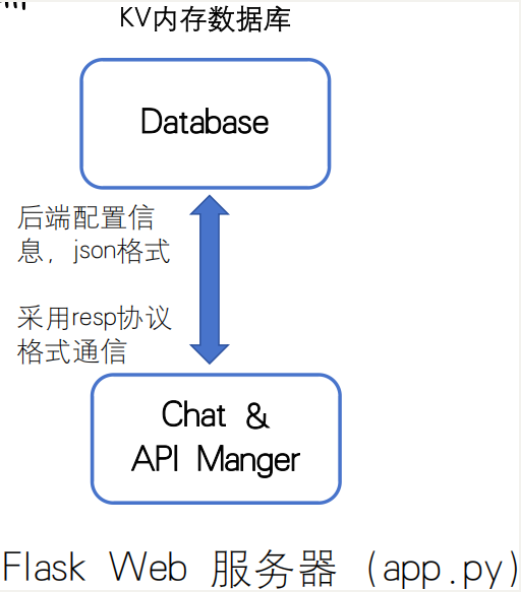 KV内存数据库
Database
后端配置信
息，json格式
采用resp协议
格式通信
Chat &
API Manger
Flask Web 服务器 (app.py)